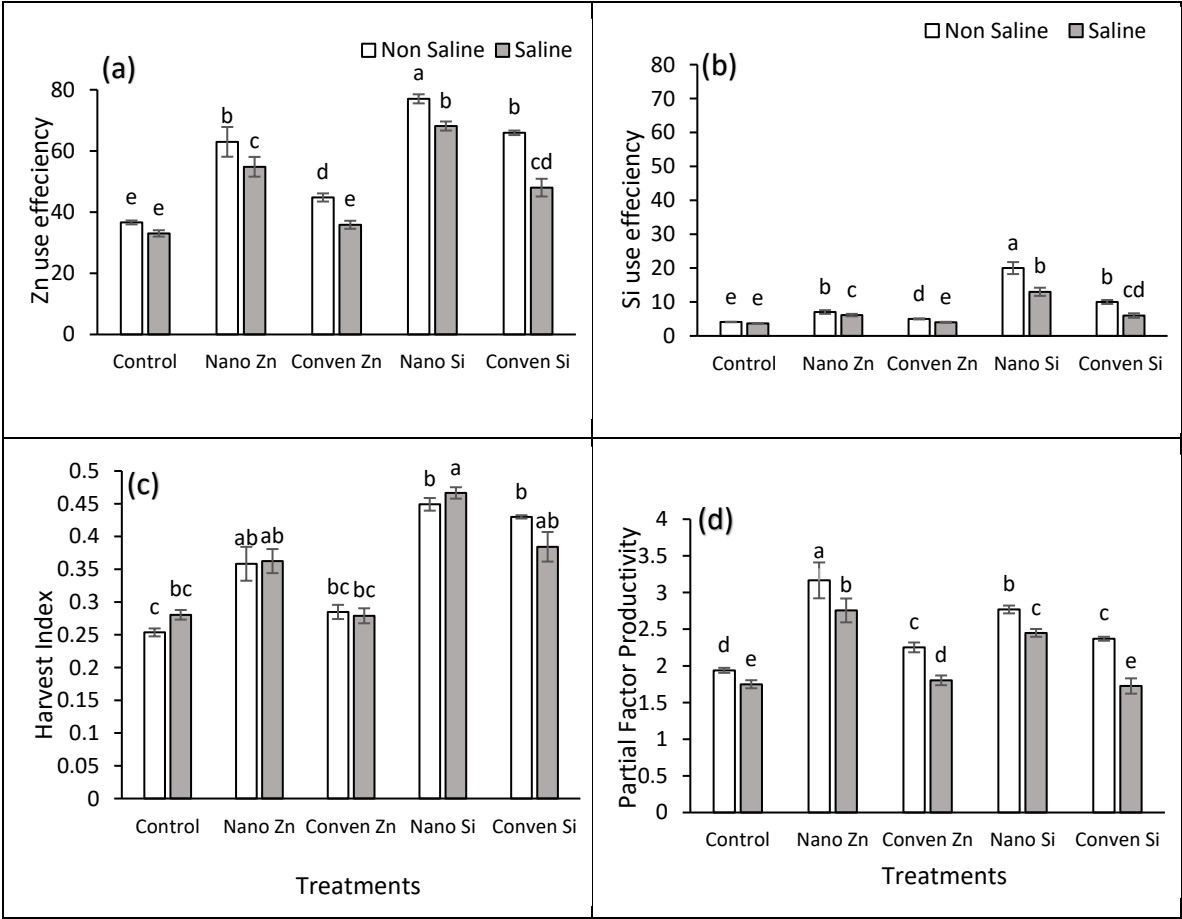 Non Saline Saline
(a)
Zn use effeciency
80
60
40
20
0
e e b c d e a b b cd
Control Nano Zn Conven Zn Nano Si Conven Si
Non Saline Saline
(b)
Si use effeciency
80
70
60
50
40
30
20
10
0
e e b c d e a b b cd
Control Nano Zn Conven Zn Nano Si Conven Si
(c)
Harvest Index
0.5
0.45
0.4
0.35
0.3
0.25
0.2
0.15
0.1
0.05
0
c bc ab ab bc bc b a b ab
Control Nano Zn Conven Zn Nano Si Conven Si
Treatments
(d)
Partial Factor Productivity
4
3.5
3
2.5
2
1.5
1
0.5
0
d e a b c d b c c e
Control Nano Zn Conven Zn Nano Si Conven Si
Treatments